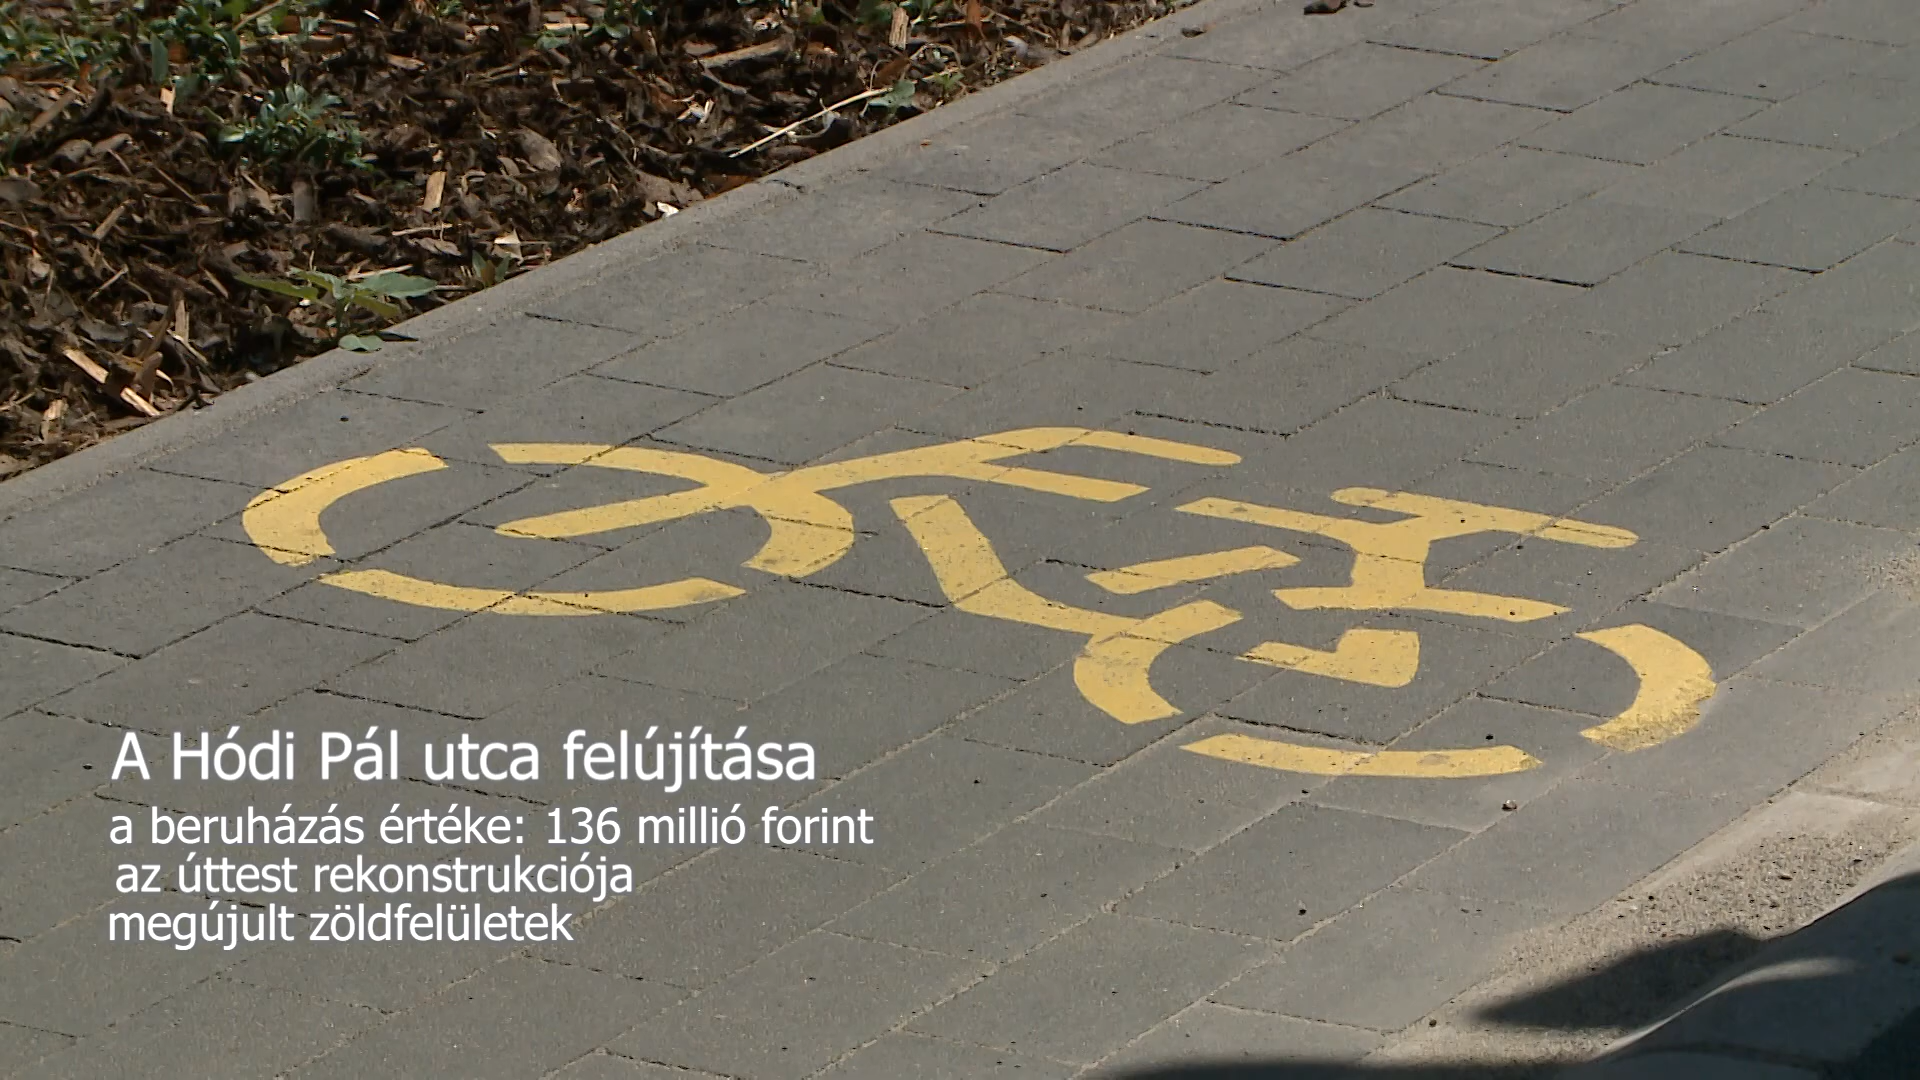 A Hódi Pál utca felújítása
a beruházás értéke: 136 millió forint
az úttest rekonstrukciója
megújult zöldfelületek